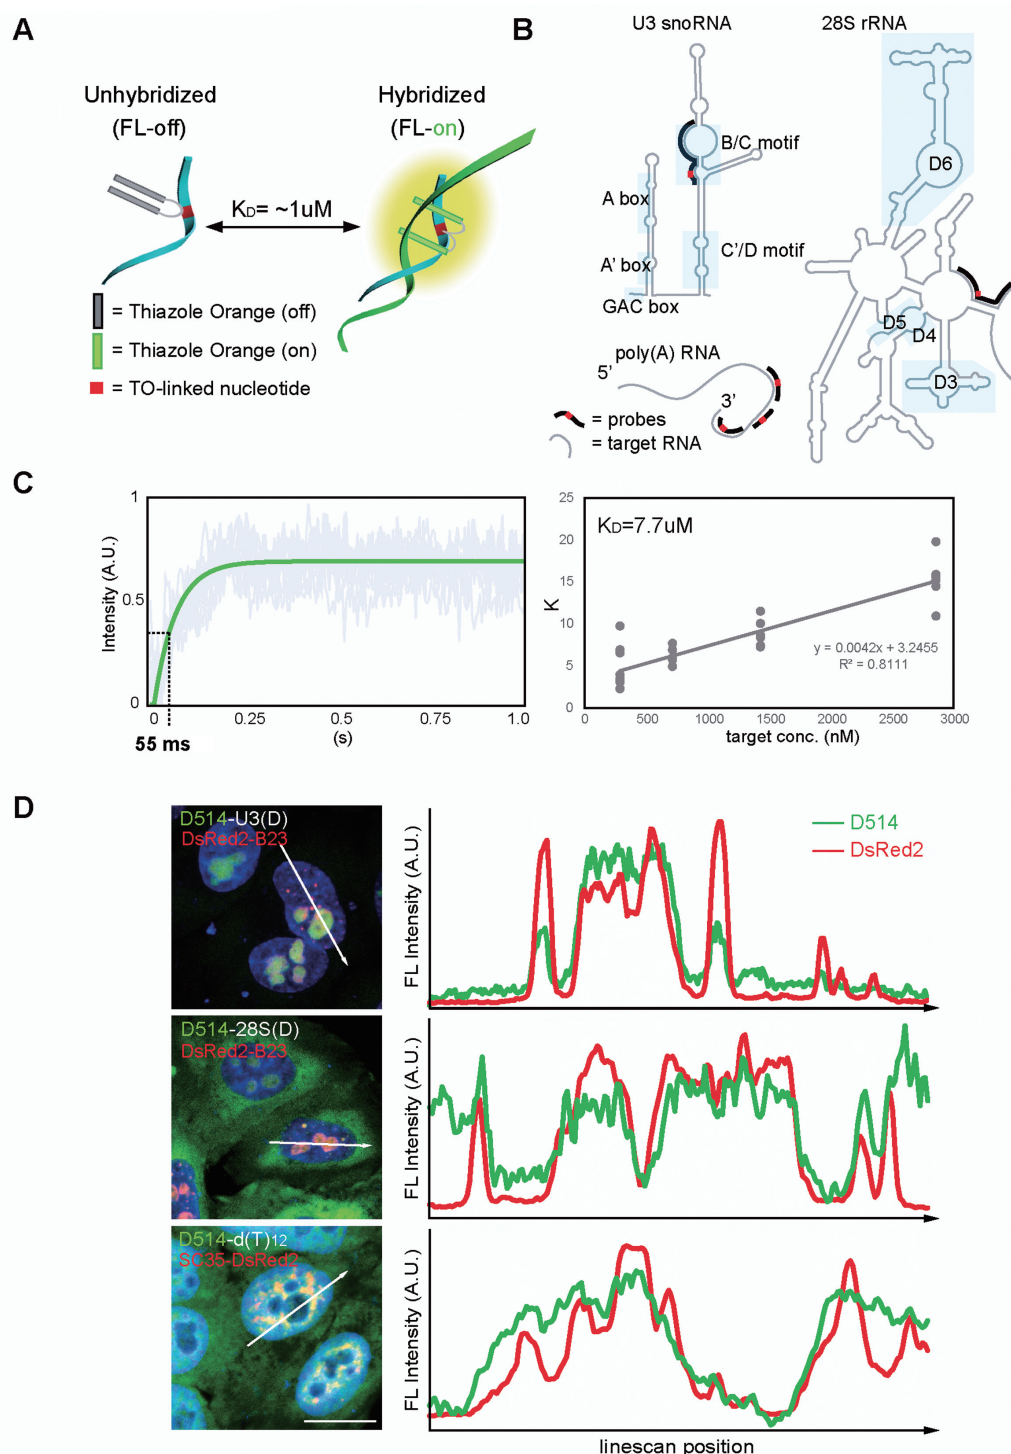 A
Unhybridized
(FL-off)
Hybridized
(FL-on)
KD= ~1uM
= Thiazole Orange (off)
= Thiazole Orange (on)
= TO-linked nucleotide
B
U3 snoRNA
28S rRNA
B/C motif
A box
C'/D motif
A' box
GAC box
D6
D5
D4
D3
poly(A) RNA
5'
3'
= probes
= target RNA
C
Intensity (A.U.)
1
0.5
0
0
0.25
0.5
0.75
1.0
(s)
55 ms
K
25
20
15
10
5
0
KD=7.7uM
y = 0.0042x + 3.2455
R² = 0.8111
0
500
1000
1500
2000
2500
3000
target conc. (nM)
D
D514-U3(D)
DsRed2-B23
FL Intensity (A.U.)
D514
DsRed2
D514-28S(D)
DsRed2-B23
FL Intensity (A.U.)
D514-d(T)12
SC35-DsRed2
FL Intensity (A.U.)
linescan position